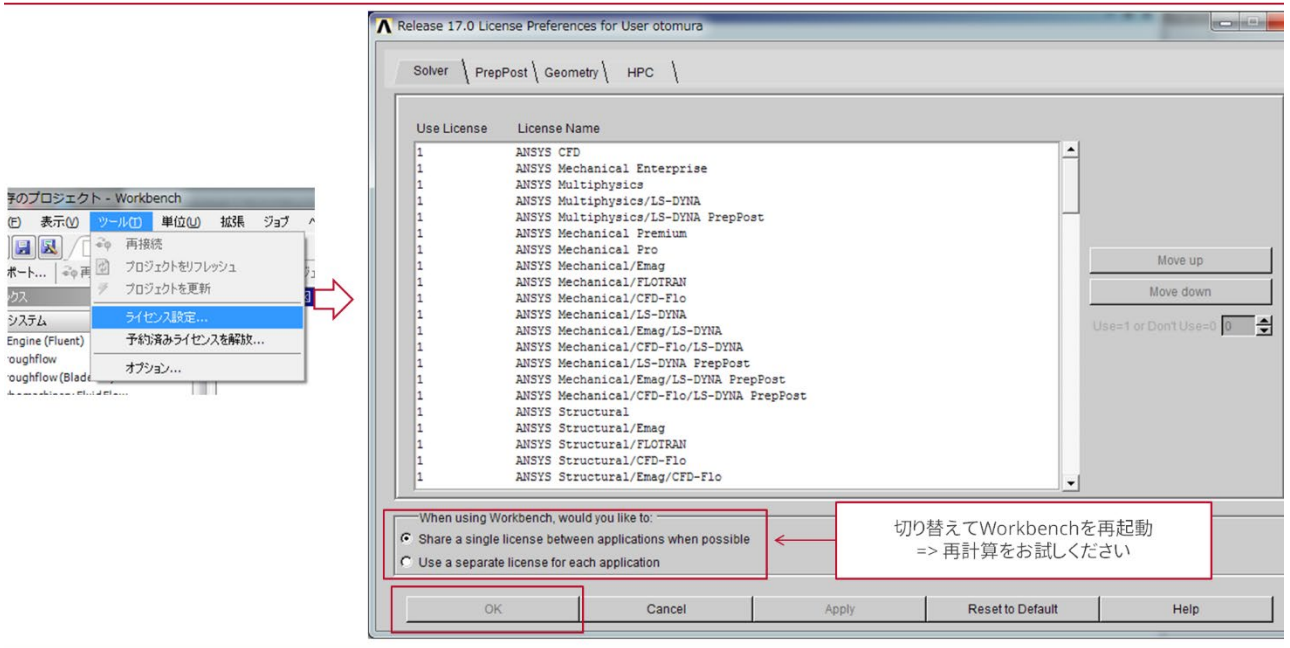 存のプロジェクト - Workbench
(F) 表示(V) ツール(T) 単位(U) 拡張 ジョブ
再接続
プロジェクトをリフレッシュ
プロジェクトを更新
ライセンス設定...
予約済みライセンスを解放...
オプション...
ポート... 再
ックス
システム
Engine (Fluent)
roughflow
roughflow (Blade
Release 17.0 License Preferences for User otomura
Solver PrepPost Geometry HPC
Use License License Name
1 ANSYS CFD
1 ANSYS Mechanical Enterprise
1 ANSYS Multiphysics
1 ANSYS Multiphysics/LS-DYNA
1 ANSYS Multiphysics/LS-DYNA PrepPost
1 ANSYS Mechanical Premium
1 ANSYS Mechanical Pro
1 ANSYS Mechanical/Emag
1 ANSYS Mechanical/FLOTRAN
1 ANSYS Mechanical/CFD-Flo
1 ANSYS Mechanical/LS-DYNA
1 ANSYS Mechanical/Emag/LS-DYNA
1 ANSYS Mechanical/CFD-Flo/LS-DYNA
1 ANSYS Mechanical/LS-DYNA PrepPost
1 ANSYS Mechanical/Emag/LS-DYNA PrepPost
1 ANSYS Mechanical/CFD-Flo/LS-DYNA PrepPost
1 ANSYS Structural
1 ANSYS Structural/Emag
1 ANSYS Structural/FLOTRAN
1 ANSYS Structural/CFD-Flo
1 ANSYS Structural/Emag/CFD-Flo
Move up
Move down
Use=1 or Don't Use=0 0
When using Workbench, would you like to:
Share a single license between applications when possible
Use a separate license for each application
切り替えてWorkbenchを再起動
=> 再計算をお試しください
OK Cancel Apply Reset to Default Help